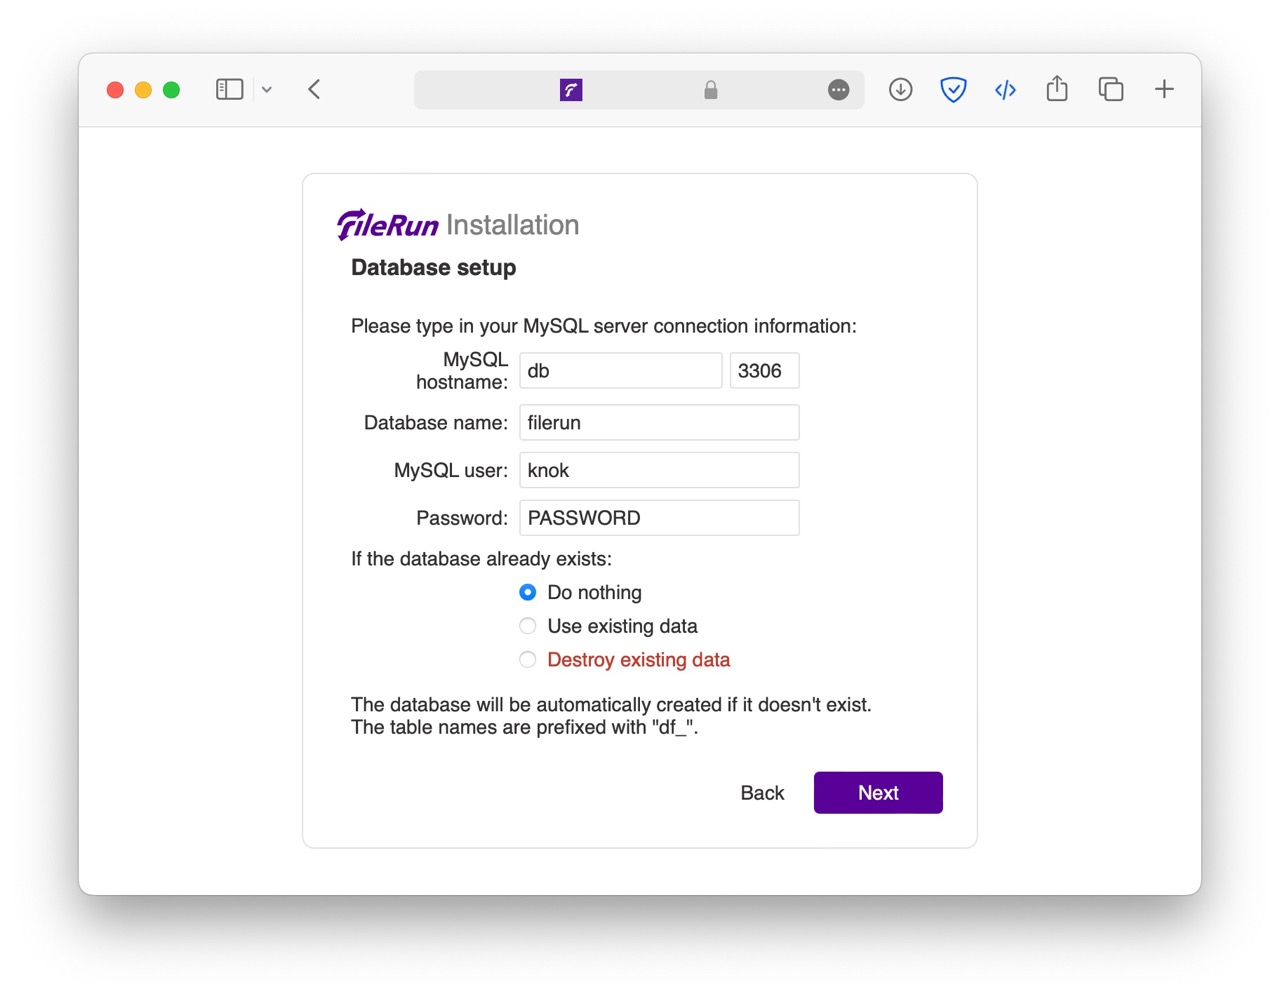 FileRun Installation
Database setup
Please type in your MySQL server connection information:
MySQL
hostname:
db
3306
Database name:
filerun
MySQL user:
knok
Password:
PASSWORD
If the database already exists:
Do nothing
Use existing data
Destroy existing data
The database will be automatically created if it doesn't exist.
The table names are prefixed with "df_".
Back
Next